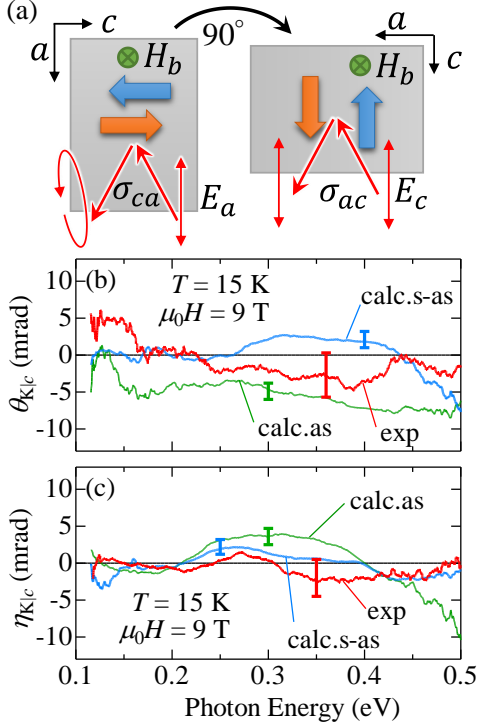 (a)
c
a
H_b
90°
a
c
H_b
σ_ca
E_a
σ_ac
E_c
(b)
T = 15 K
μ₀H = 9 T
calc.s-as
calc.as
exp
θ_K|c (mrad)
10
5
0
-5
-10
(c)
calc.as
T = 15 K
μ₀H = 9 T
calc.s-as
exp
η_K|c (mrad)
10
5
0
-5
-10
0.1 0.2 0.3 0.4 0.5
Photon Energy (eV)